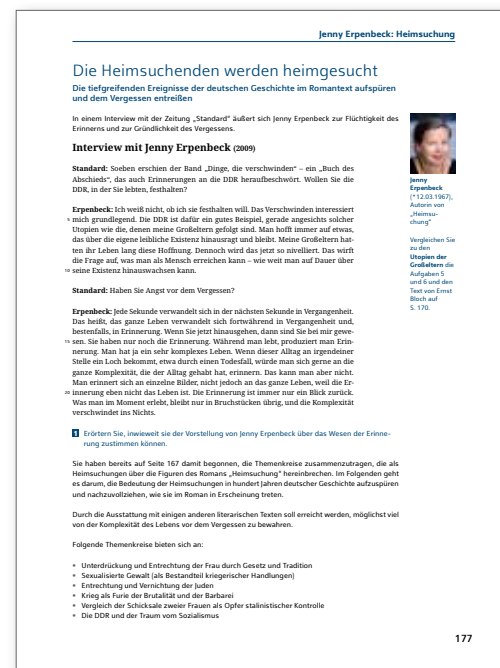 Jenny Erpenbeck: Heimsuchung
Die Heimsuchenden werden heimgesucht
Die tiefgreifenden Ereignisse der deutschen Geschichte im Romantext aufspüren
und dem Vergessen entreißen
In einem Interview mit der Zeitung „Standard" äußert sich Jenny Erpenbeck zur Flüchtigkeit des
Erinnerns und zur Gründlichkeit des Vergessens.
Interview mit Jenny Erpenbeck (2009)
Standard: Soeben erschien der Band „Dinge, die verschwinden" – ein „Buch des
Abschieds", das auch Erinnerungen an die DDR heraufbeschwört. Wollen Sie die
DDR, in der Sie lebten, festhalten?
Erpenbeck: Ich weiß nicht, ob ich sie festhalten will. Das Verschwinden interessiert
5 mich grundlegend. Die DDR ist dafür ein gutes Beispiel, gerade angesichts solcher
Utopien wie die, denen meine Großeltern gefolgt sind. Man hofft immer auf etwas,
das über die eigene leibliche Existenz hinausragt und bleibt. Meine Großeltern hat-
ten ihr Leben lang diese Hoffnung. Dennoch wird das jetzt so nivelliert. Das wirft
die Frage auf, was man als Mensch erreichen kann – wie weit man auf Dauer über
10 seine Existenz hinauswachsen kann.
Standard: Haben Sie Angst vor dem Vergessen?
Erpenbeck: Jede Sekunde verwandelt sich in der nächsten Sekunde in Vergangenheit.
Das heißt, das ganze Leben verwandelt sich fortwährend in Vergangenheit und,
bestenfalls, in Erinnerung. Wenn Sie jetzt hinausgehen, dann sind Sie bei mir gewe-
15 sen. Sie haben nur noch die Erinnerung. Während man lebt, produziert man Erin-
nerung. Man hat ja ein sehr komplexes Leben. Wenn dieser Alltag an irgendeiner
Stelle ein Loch bekommt, etwa durch einen Todesfall, würde man sich gerne an die
ganze Komplexität, die der Alltag gehabt hat, erinnern. Das kann man aber nicht.
Man erinnert sich an einzelne Bilder, nicht jedoch an das ganze Leben, weil die Er-
20 innerung eben nicht das Leben ist. Die Erinnerung ist immer nur ein Blick zurück.
Was man im Moment erlebt, bleibt nur in Bruchstücken übrig, und die Komplexität
verschwindet ins Nichts.
Jenny
Erpenbeck
(*12.03.1967),
Autorin von
„Heimsu-
chung"
Vergleichen Sie
zu den
Utopien der
Großeltern die
Aufgaben 5
und 6 und den
Text von Ernst
Bloch auf
S. 170.
1 Erörtern Sie, inwieweit sie der Vorstellung von Jenny Erpenbeck über das Wesen der Erinne-
rung zustimmen können.
Sie haben bereits auf Seite 167 damit begonnen, die Themenkreise zusammenzutragen, die als
Heimsuchungen über die Figuren des Romans „Heimsuchung" hereinbrechen. Im Folgenden geht
es darum, die Bedeutung der Heimsuchungen in hundert Jahren deutscher Geschichte aufzuspüren
und nachzuvollziehen, wie sie im Roman in Erscheinung treten.
Durch die Ausstattung mit einigen anderen literarischen Texten soll erreicht werden, möglichst viel
von der Komplexität des Lebens vor dem Vergessen zu bewahren.
Folgende Themenkreise bieten sich an:
• Unterdrückung und Entrechtung der Frau durch Gesetz und Tradition
• Sexualisierte Gewalt (als Bestandteil kriegerischer Handlungen)
• Entrechtung und Vernichtung der Juden
• Krieg als Furie der Brutalität und der Barbarei
• Vergleich der Schicksale zweier Frauen als Opfer stalinistischer Kontrolle
• Die DDR und der Traum vom Sozialismus
177